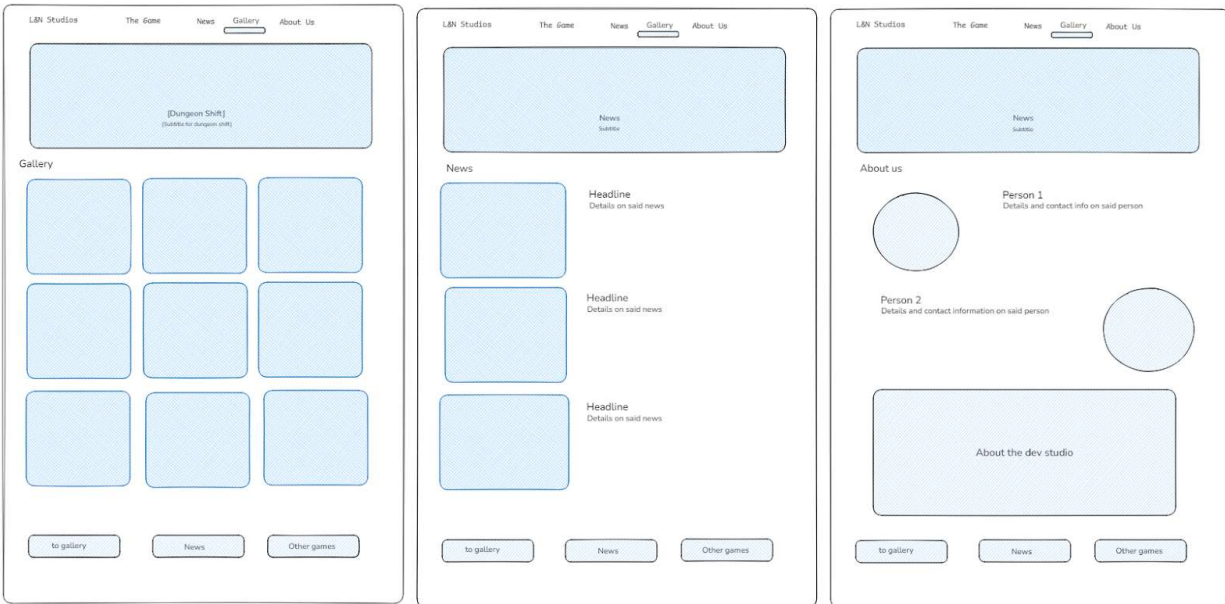 L&N Studios The Game News Gallery About Us
[Dungeon Shift]
[Subtitle for dungeon shift]
Gallery
to gallery News Other games
L&N Studios The Game News Gallery About Us
News
Subtitle
News
Headline
Details on said news
Headline
Details on said news
Headline
Details on said news
to gallery News Other games
L&N Studios The Game News Gallery About Us
News
Subtitle
About us
Person 1
Details and contact info on said person
Person 2
Details and contact information on said person
About the dev studio
to gallery News Other games